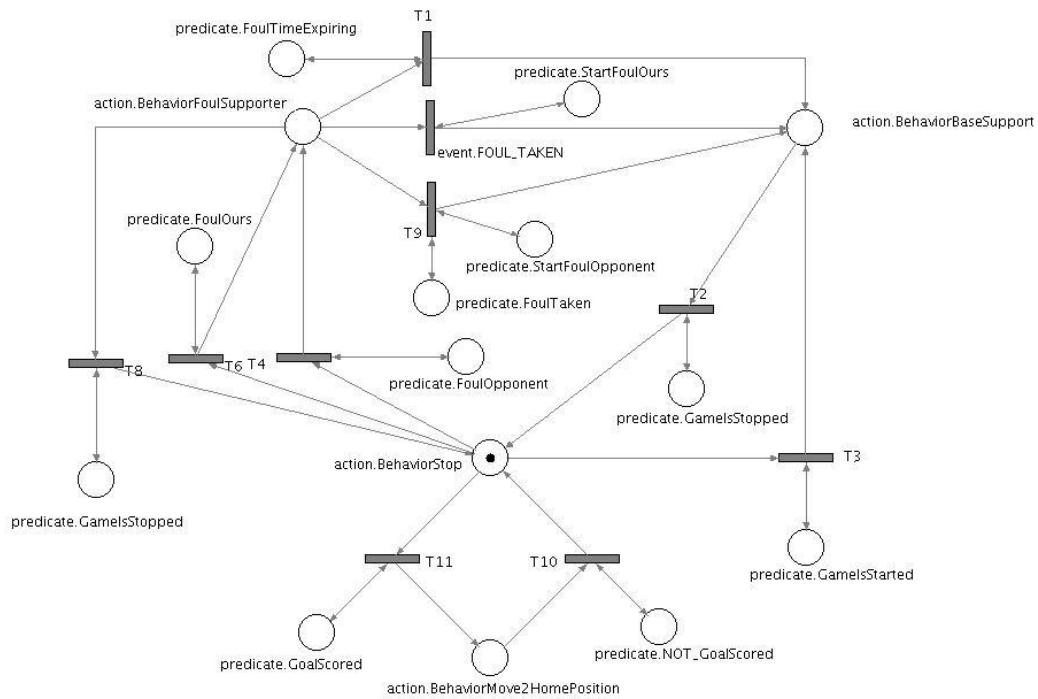 T1
predicate.FoulTimeExpiring
predicate.StartFoulOurs
action.BehaviorFoulSupporter
action.BehaviorBaseSupport
event.FOUL_TAKEN
predicate.FoulOurs
T9
predicate.StartFoulOpponent
T2
predicate.FoulTaken
T8
T6
T4
predicate.FoulOpponent
predicate.GameIsStopped
action.BehaviorStop
T3
predicate.GameIsStopped
T11
T10
predicate.GameIsStarted
predicate.GoalScored
predicate.NOT_GoalScored
action.BehaviorMove2HomePosition